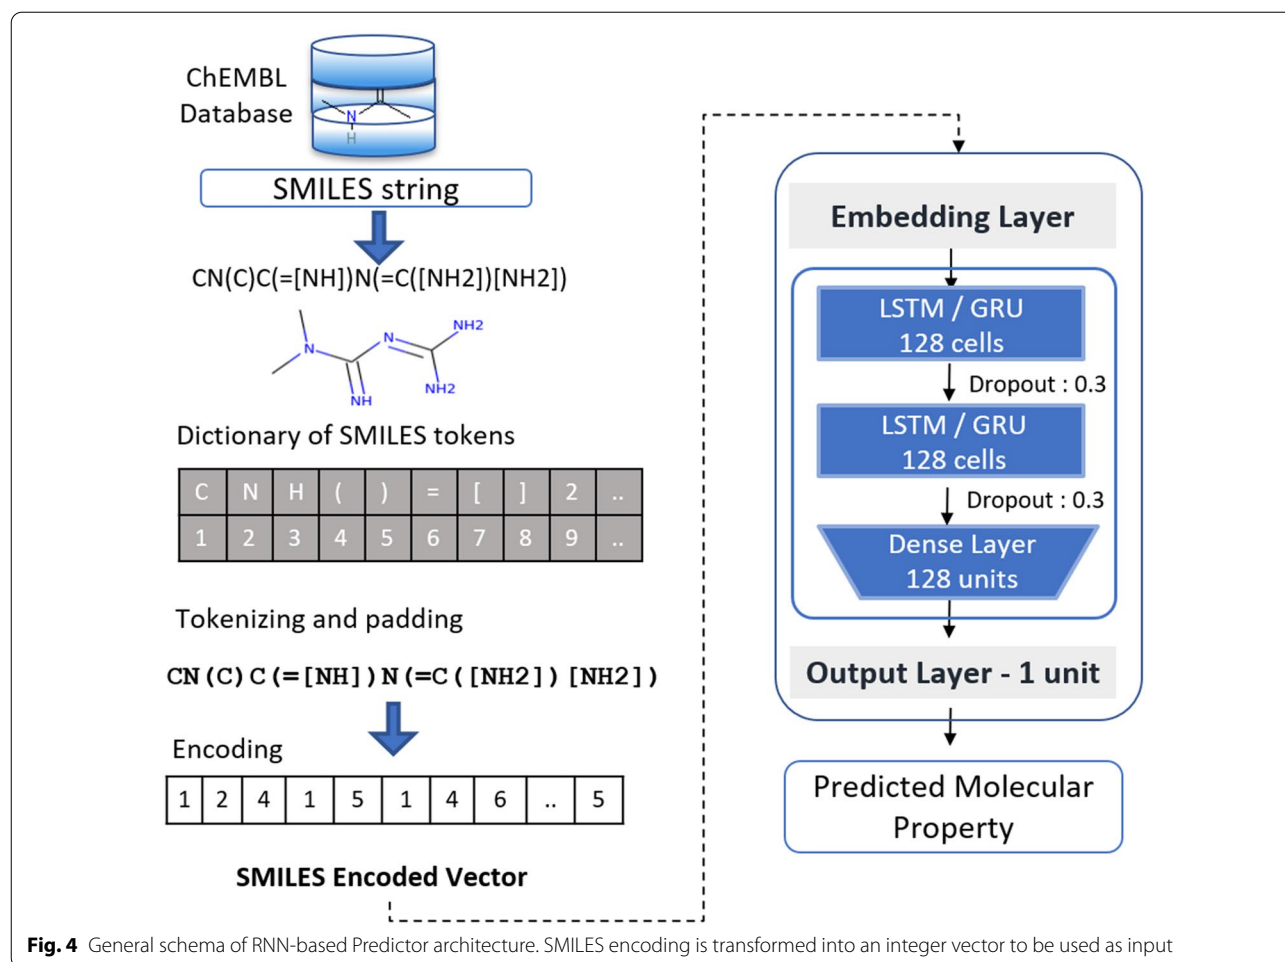 ChEMBL
Database
N
H
SMILES string
CN(C)C(=[NH])N(=C([NH2])[NH2])
N
N
NH2
NH
NH2
Dictionary of SMILES tokens
C N H ( ) = [ ] 2 ..
1 2 3 4 5 6 7 8 9 ..
Tokenizing and padding
CN(C)C(=[NH])N(=C([NH2])[NH2])
Encoding
1 2 4 1 5 1 4 6 .. 5
SMILES Encoded Vector
Embedding Layer
LSTM / GRU
128 cells
Dropout : 0.3
LSTM / GRU
128 cells
Dropout : 0.3
Dense Layer
128 units
Output Layer - 1 unit
Predicted Molecular
Property
Fig. 4 General schema of RNN-based Predictor architecture. SMILES encoding is transformed into an integer vector to be used as input